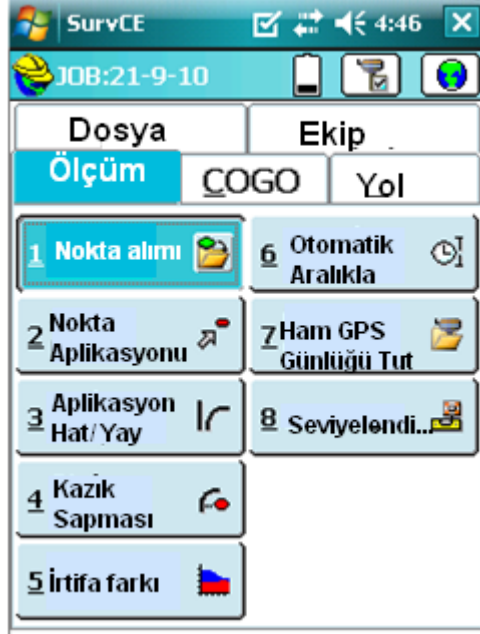 SurvCE 4:46
JOB:21-9-10
Dosya Ekip
Ölçüm COGO Yol
1 Nokta alımı
6 Otomatik
Aralıkla
2 Nokta
Aplikasyonu
7 Ham GPS
Günlüğü Tut
3 Aplikasyon
Hat/Yay
8 Seviyelendi...
4 Kazık
Sapması
5 İrtifa farkı